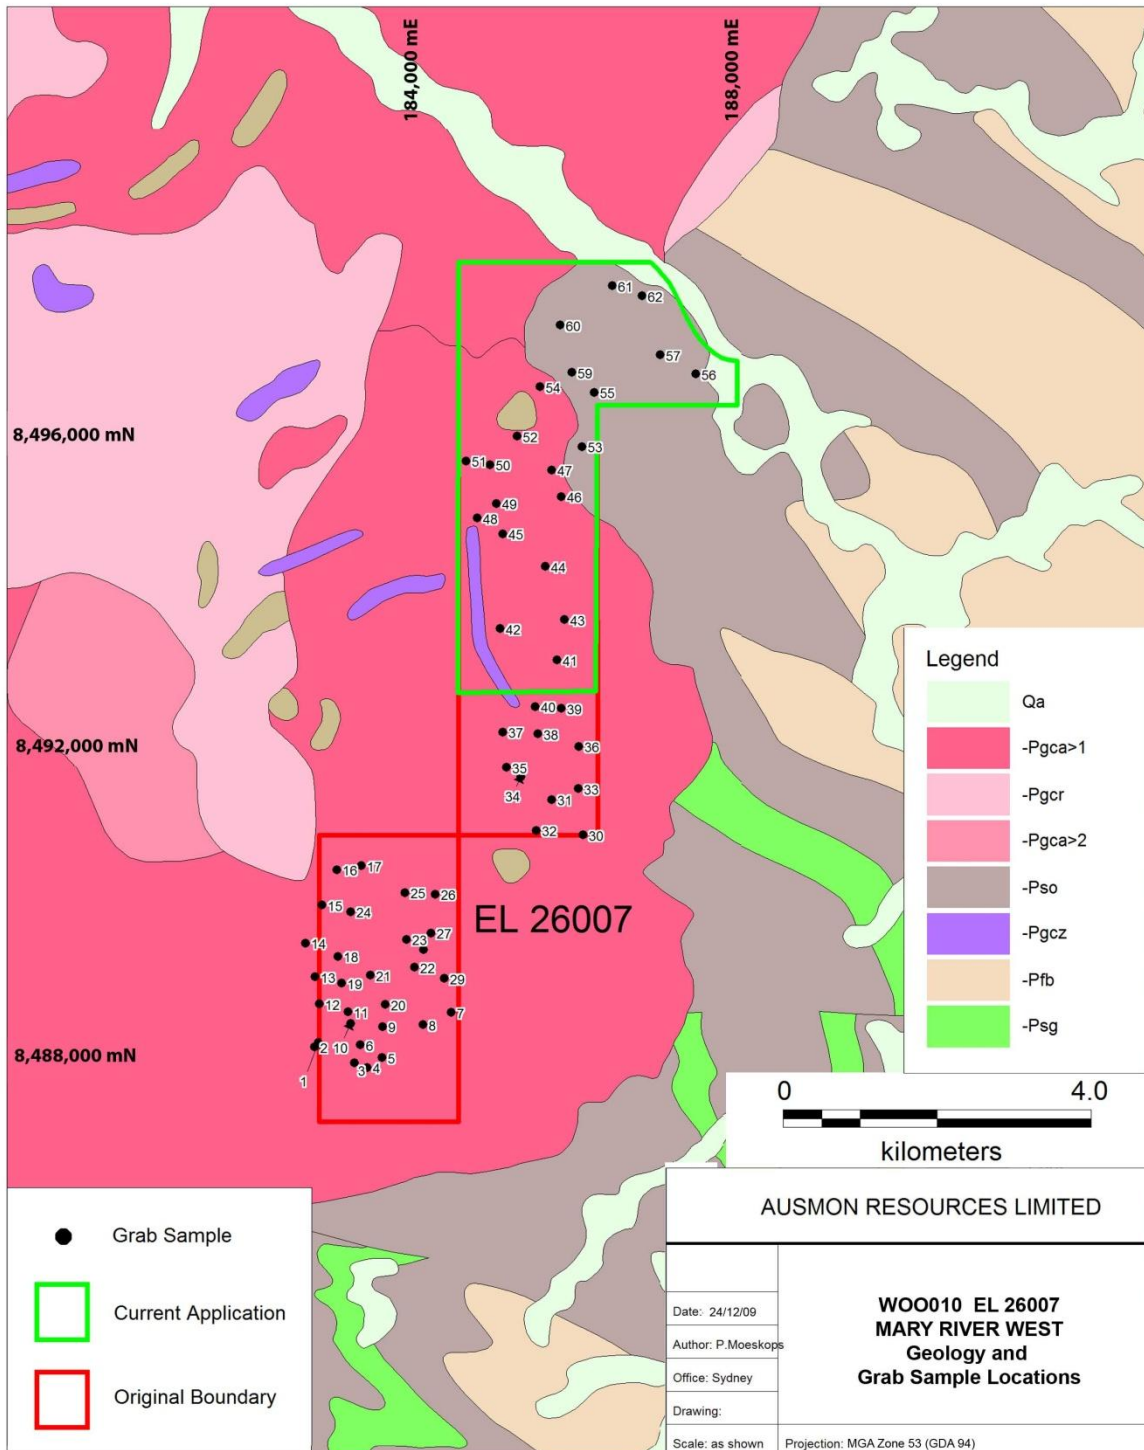 184,000 mE
188,000 mE
61
62
60
57
59
56
54
55
8,496,000 mN
52
53
51
50
47
46
49
48
45
44
43
42
41
40
39
37
38
36
8,492,000 mN
35
34
33
31
32
30
16
17
25
26
15
24
EL 26007
14
23
27
18
22
13
21
29
19
12
20
11
7
8
9
10
6
2
8,488,000 mN
5
3
4
1
Legend
Qa
-Pgca>1
-Pgcr
-Pgca>2
-Pso
-Pgcz
-Pfb
-Psg
0 4.0
kilometers
Grab Sample
Current Application
Original Boundary
AUSMON RESOURCES LIMITED
Date: 24/12/09
Author: P.Moeskops
Office: Sydney
Drawing:
Scale: as shown
WOO010 EL 26007
MARY RIVER WEST
Geology and
Grab Sample Locations
Projection: MGA Zone 53 (GDA 94)